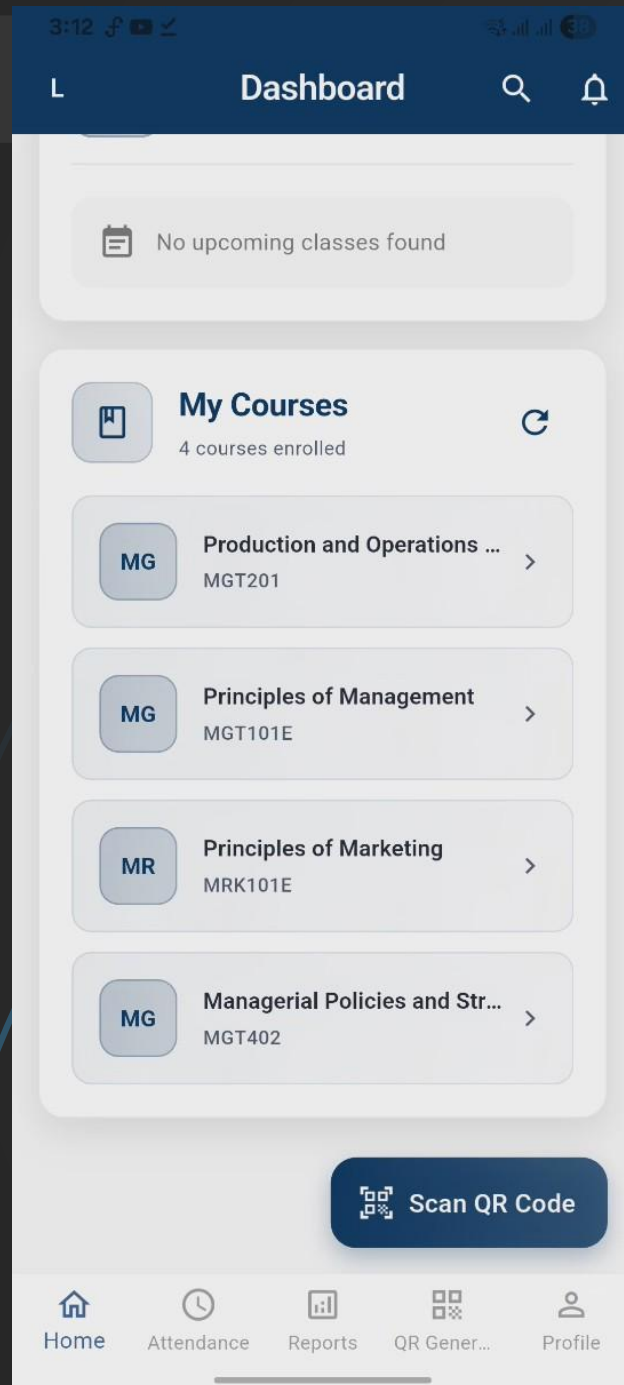 3:12
L
Dashboard
No upcoming classes found
My Courses
4 courses enrolled
MG
Production and Operations ...
MGT201
MG
Principles of Management
MGT101E
MR
Principles of Marketing
MRK101E
MG
Managerial Policies and Str...
MGT402
Scan QR Code
Home
Attendance
Reports
QR Gener...
Profile